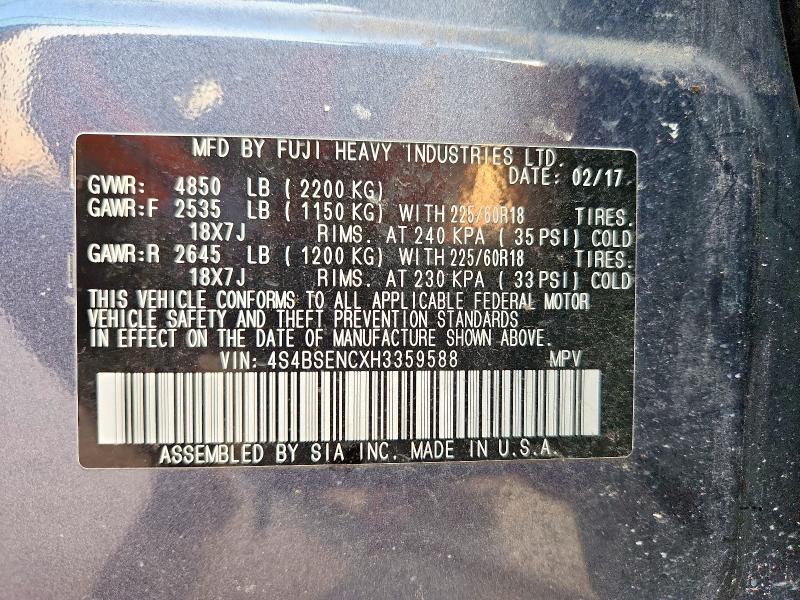 MFD BY FUJI HEAVY INDUSTRIES LTD.
DATE: 02/17
GVWR: 4850 LB ( 2200 KG)
GAWR:F 2535 LB ( 1150 KG) WITH 225/60R18 TIRES.
18X7J RIMS. AT 240 KPA ( 35 PSI) COLD
GAWR:R 2645 LB ( 1200 KG) WITH 225/60R18 TIRES.
18X7J RIMS. AT 230 KPA ( 33 PSI) COLD
THIS VEHICLE CONFORMS TO ALL APPLICABLE FEDERAL MOTOR
VEHICLE SAFETY AND THEFT PREVENTION STANDARDS
IN EFFECT ON THE DATE OF MANUFACTURE SHOWN ABOVE.
VIN: 4S4BSENCXH3359588 MPV
ASSEMBLED BY SIA INC. MADE IN U.S.A.